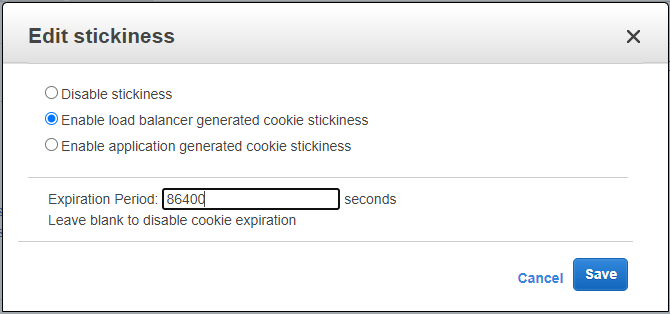 Edit stickiness
Disable stickiness
Enable load balancer generated cookie stickiness
Enable application generated cookie stickiness
Expiration Period: 86400 seconds
Leave blank to disable cookie expiration
Cancel Save